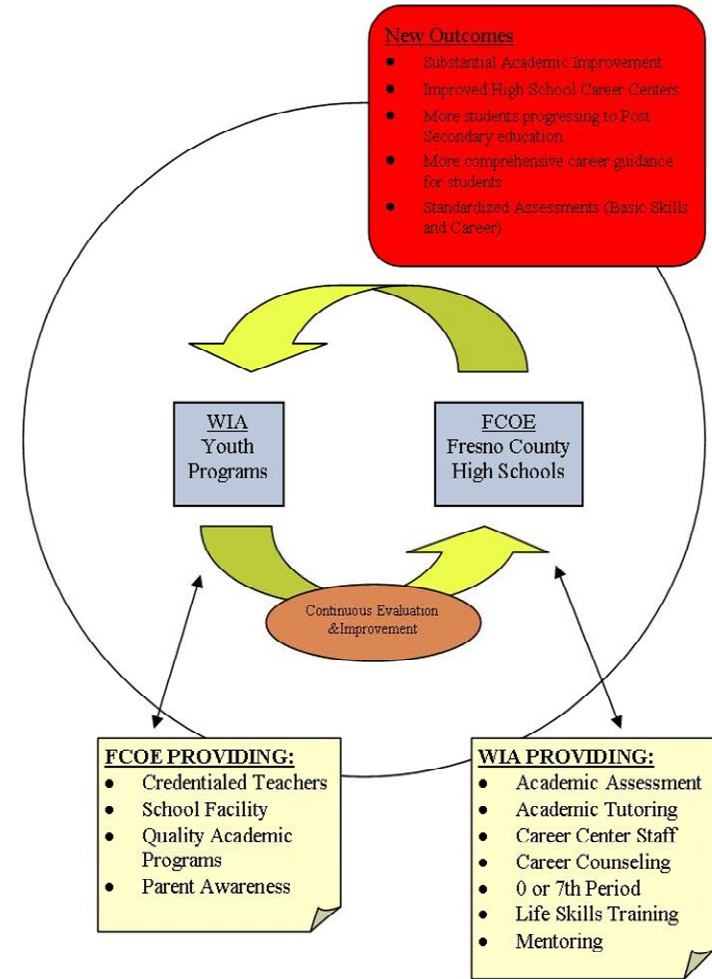 New Outcomes
● Substantial Academic Improvement
● Improved High School Career Centers
● More students progressing to Post
Secondary education.
● More comprehensive career guidance
for students
● Standardized Assessments (Basic Skills
and Career)
WIA
Youth
Programs
FCOE
Fresno County
High Schools
Continuous Evaluation
&Improvement
FCOE PROVIDING:
● Credentialed Teachers
● School Facility
● Quality Academic
Programs
● Parent Awareness
WIA PROVIDING:
● Academic Assessment
● Academic Tutoring
● Career Center Staff
● Career Counseling
● 0 or 7th Period
● Life Skills Training
● Mentoring